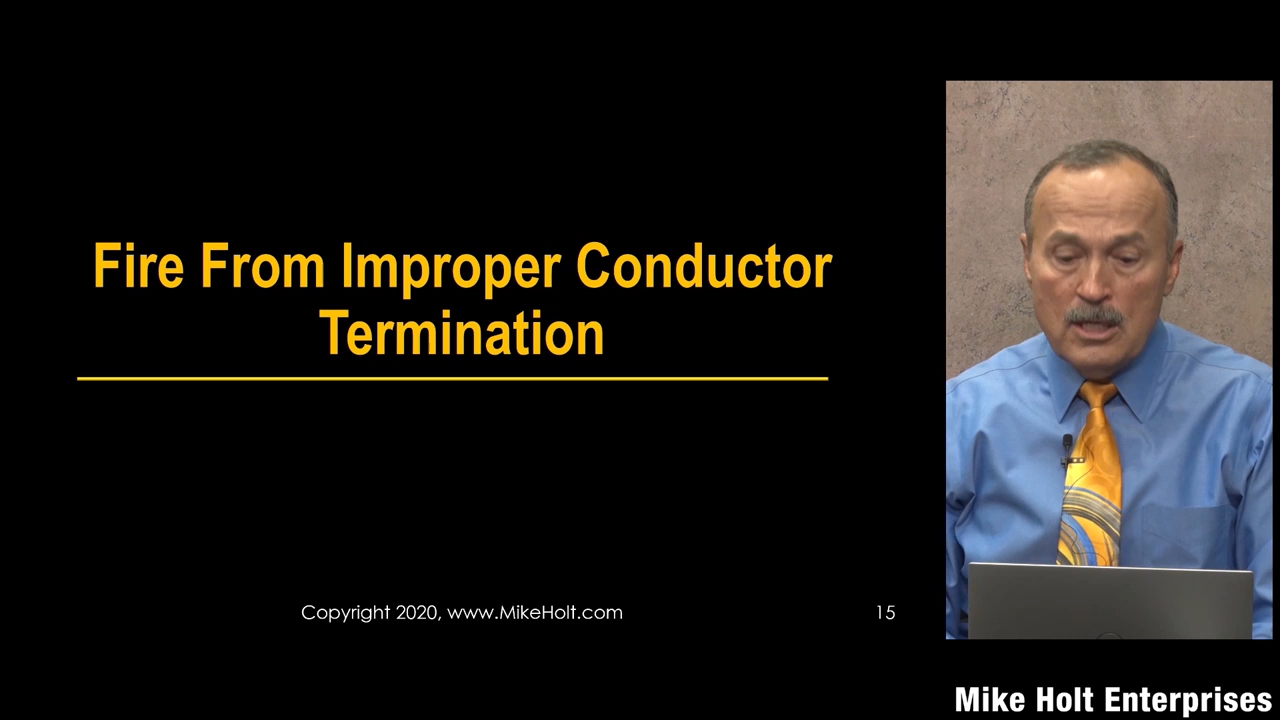 Fire From Improper Conductor
Termination
Copyright 2020, www.MikeHolt.com
15
Mike Holt Enterprises